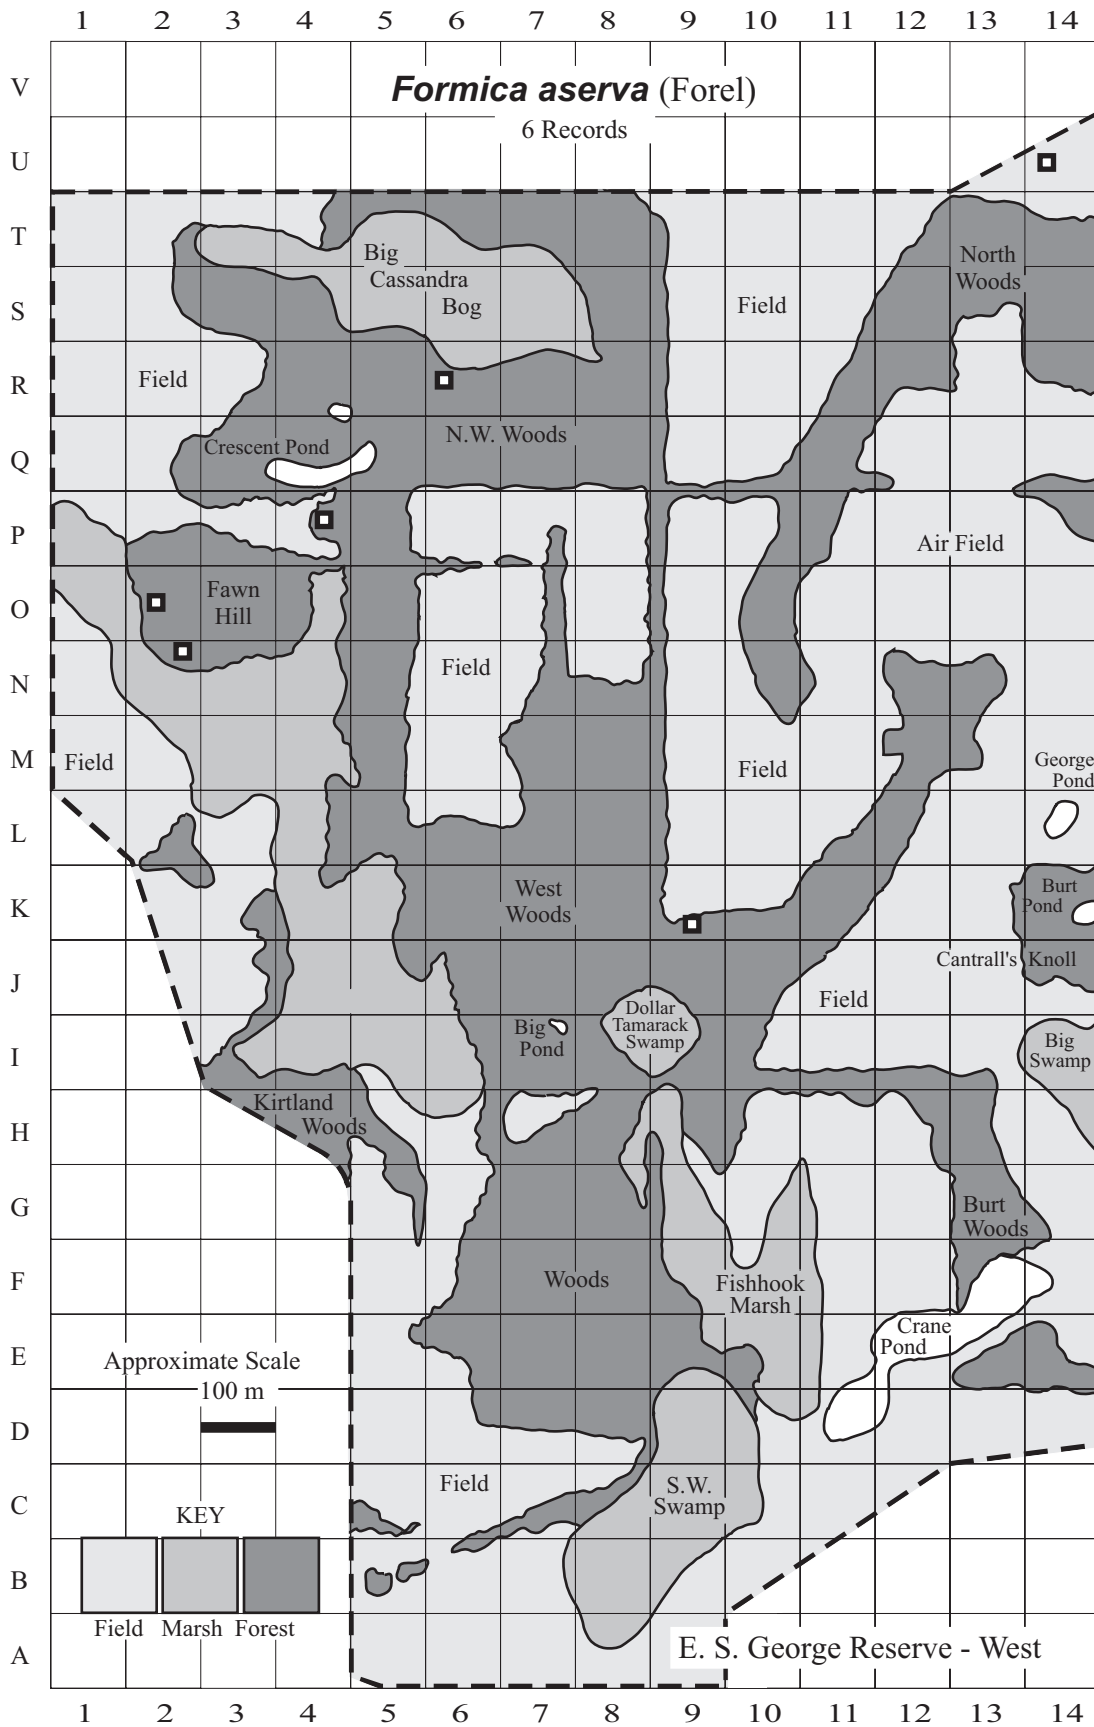 1 2 3 4 5 6 7 8 9 10 11 12 13 14
V
Formica aserva (Forel)
6 Records
U
T
Big
Cassandra
Bog
North
Woods
S
Field
R
Field
N.W. Woods
Crescent Pond
Q
P
Air Field
Fawn
Hill
O
Field
N
M
Field
Field
George
Pond
L
West
Woods
Burt
Pond
K
Cantrall's Knoll
J
Field
Dollar
Tamarack
Swamp
Big
Pond
Big
Swamp
I
Kirtland
Woods
H
G
Burt
Woods
F
Woods
Fishhook
Marsh
Crane
Pond
E
Approximate Scale
100 m
D
Field
S.W.
Swamp
C
KEY
B
Field Marsh Forest
A
E. S. George Reserve - West
1 2 3 4 5 6 7 8 9 10 11 12 13 14